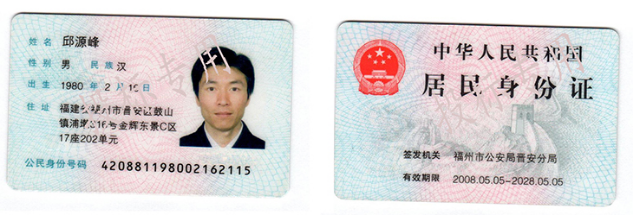 姓名 邱源峰
性别 男 民族 汉
出生 1980 年 2 月 16 日
住址 福建省福州市晋安区鼓山
镇浦 号金辉东景C区
17座202单元
公民身份号码 420881198002162115
中华人民共和国
居民身份证
签发机关 福州市公安局晋安分局
有效期限 2008.05.05-2028.05.05